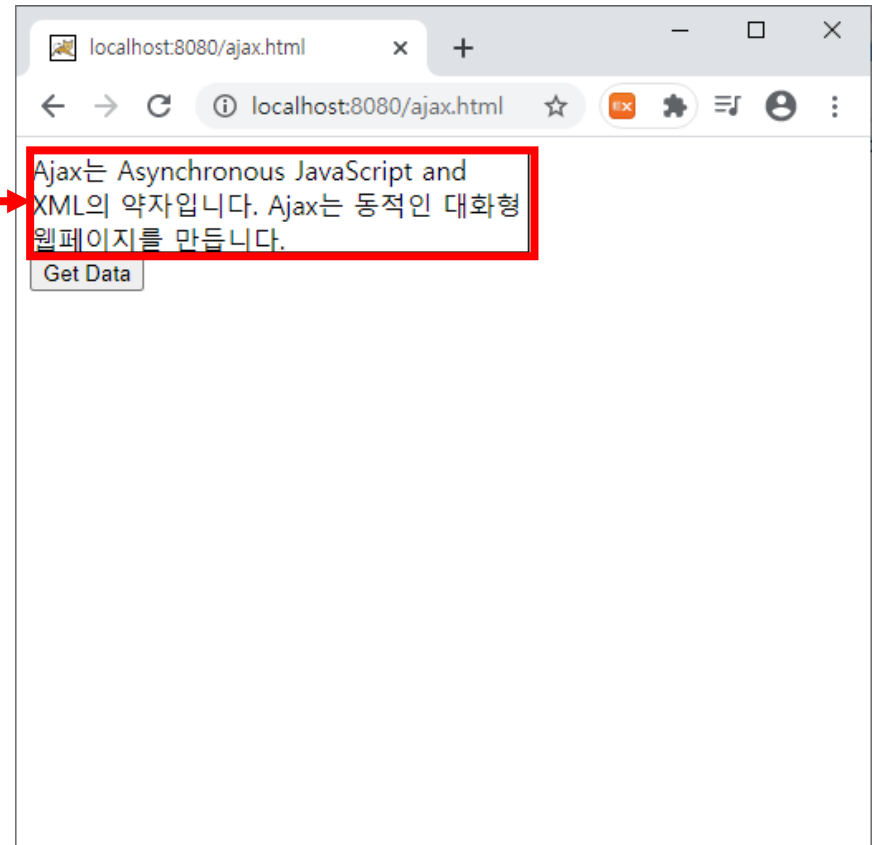 localhost:8080/ajax.html
localhost:8080/ajax.html
EX
Ajax는 Asynchronous JavaScript and
XML의 약자입니다. Ajax는 동적인 대화형
웹페이지를 만듭니다.
Get Data